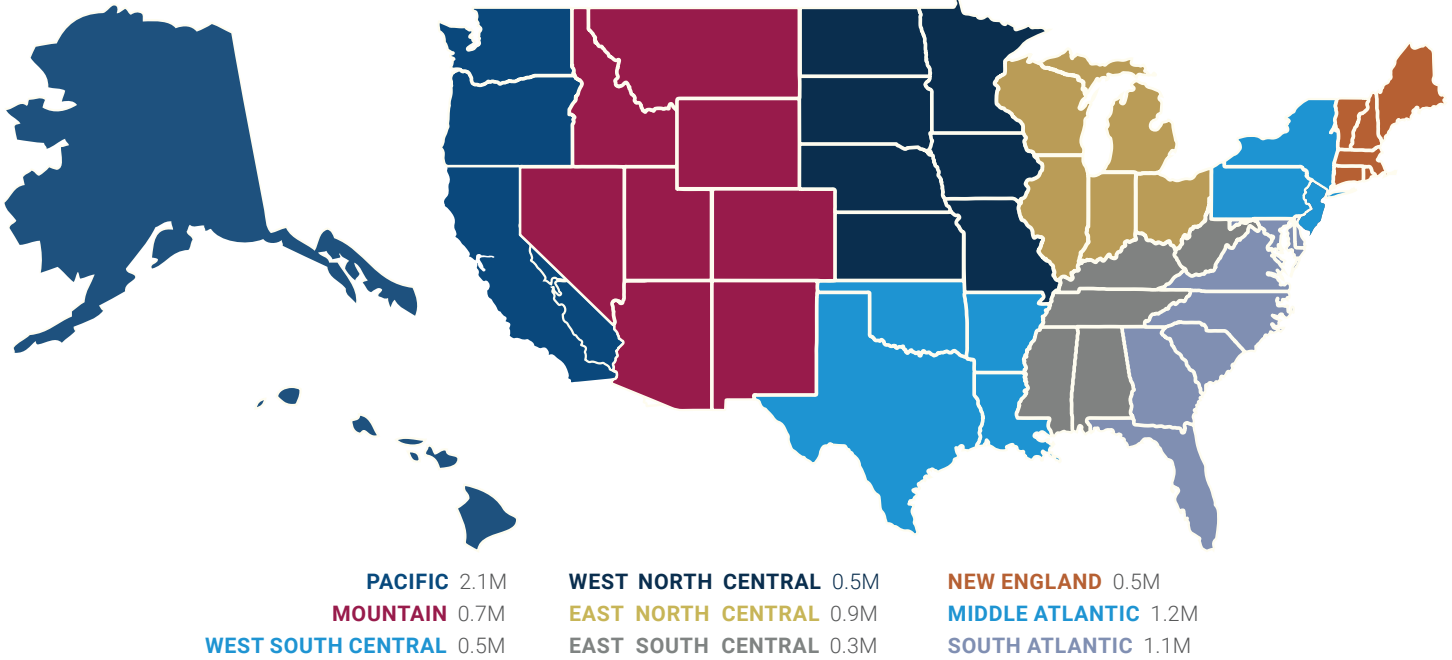 PACIFIC 2.1M
MOUNTAIN 0.7M
WEST SOUTH CENTRAL 0.5M
WEST NORTH CENTRAL 0.5M
EAST NORTH CENTRAL 0.9M
EAST SOUTH CENTRAL 0.3M
NEW ENGLAND 0.5M
MIDDLE ATLANTIC 1.2M
SOUTH ATLANTIC 1.1M